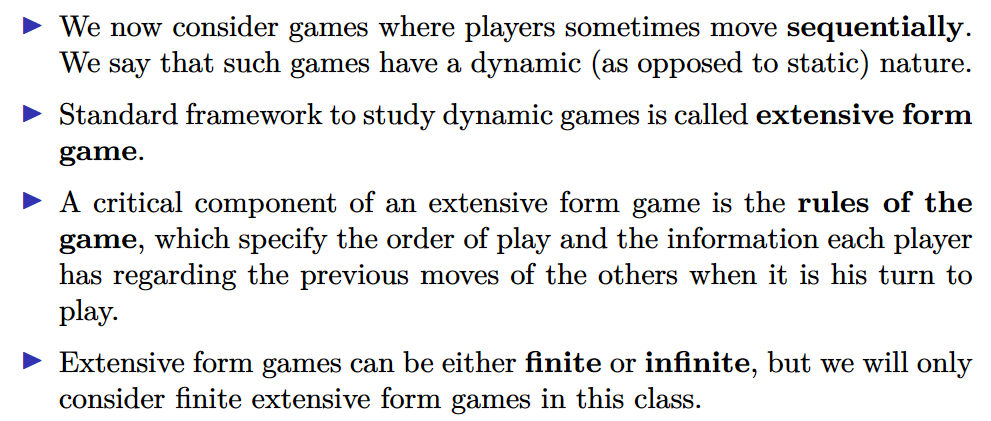 ▶ We now consider games where players sometimes move sequentially.
We say that such games have a dynamic (as opposed to static) nature.
▶ Standard framework to study dynamic games is called extensive form
game.
▶ A critical component of an extensive form game is the rules of the
game, which specify the order of play and the information each player
has regarding the previous moves of the others when it is his turn to
play.
▶ Extensive form games can be either finite or infinite, but we will only
consider finite extensive form games in this class.